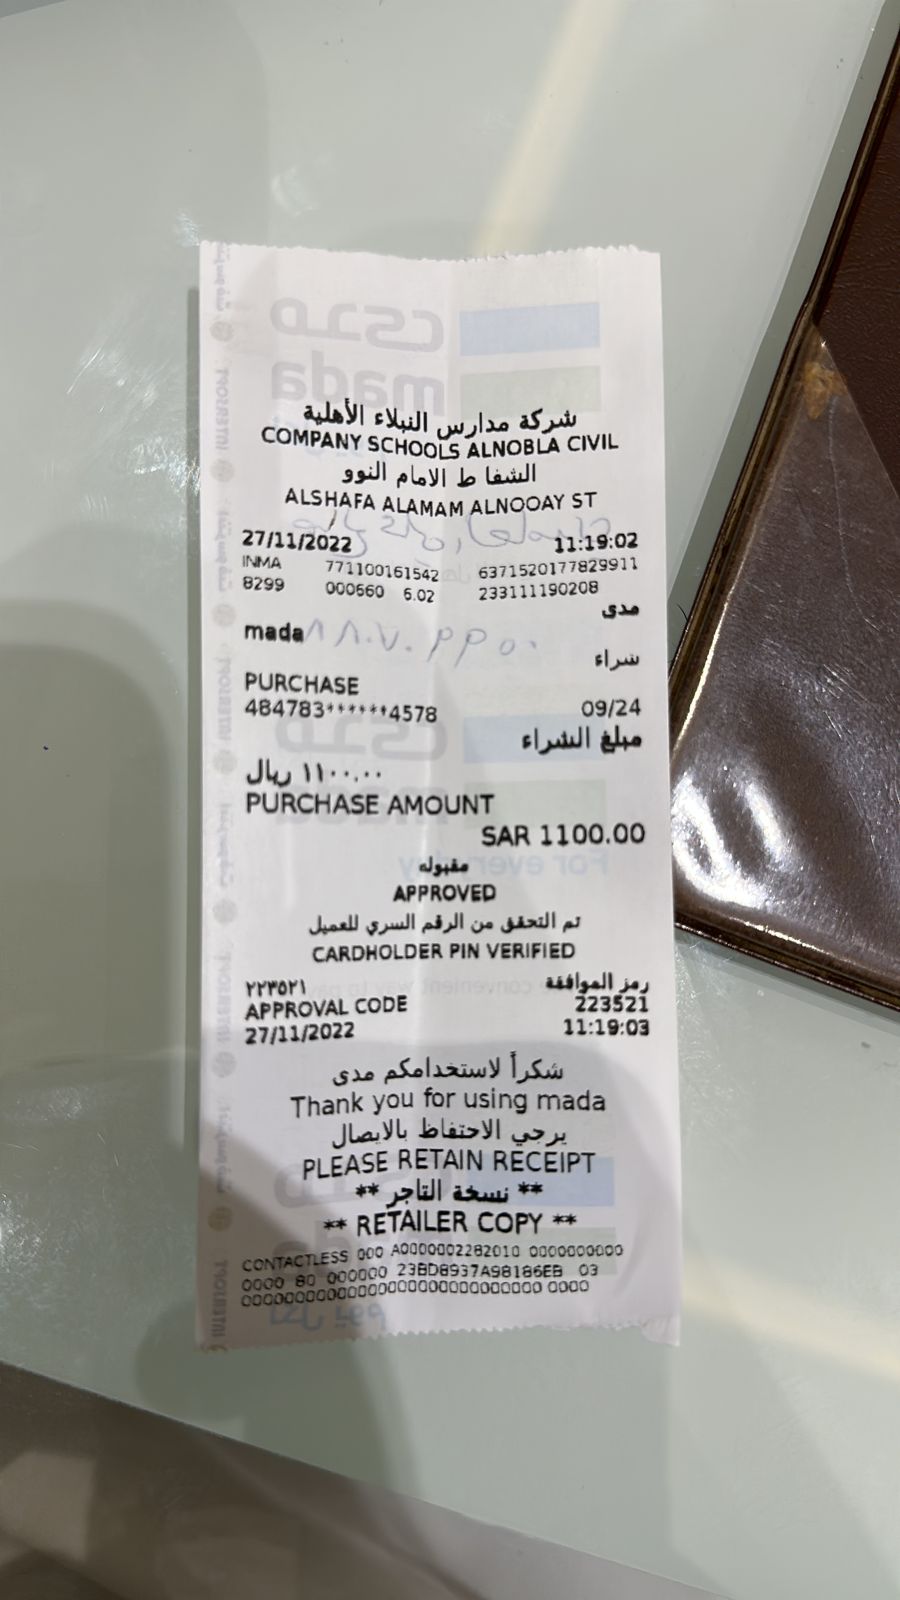 شركة مدارس النبلاء الأهلية
COMPANY SCHOOLS ALNOBLA CIVIL
الشفا ط الامام النوو
ALSHAFA ALAMAM ALNOOAY ST
27/11/2022 11:19:02
INMA 771100161542 6371520177829911
8299 000660 6.02 233111190208
مدى
mada
شراء
PURCHASE
484783******4578 09/24
مبلغ الشراء
١١٠٠.٠٠ ريال
PURCHASE AMOUNT
SAR 1100.00
مقبوله
APPROVED
تم التحقق من الرقم السري للعميل
CARDHOLDER PIN VERIFIED
رمز الموافقة ٢٢٣٥٢١
APPROVAL CODE 223521
27/11/2022 11:19:03
شكراً لاستخدامكم مدى
Thank you for using mada
يرجي الاحتفاظ بالايصال
PLEASE RETAIN RECEIPT
** نسخة التاجر **
** RETAILER COPY **
CONTACTLESS 000 A0000002282010 0000000000
0000 80 000000 23BD8937A98186EB 03